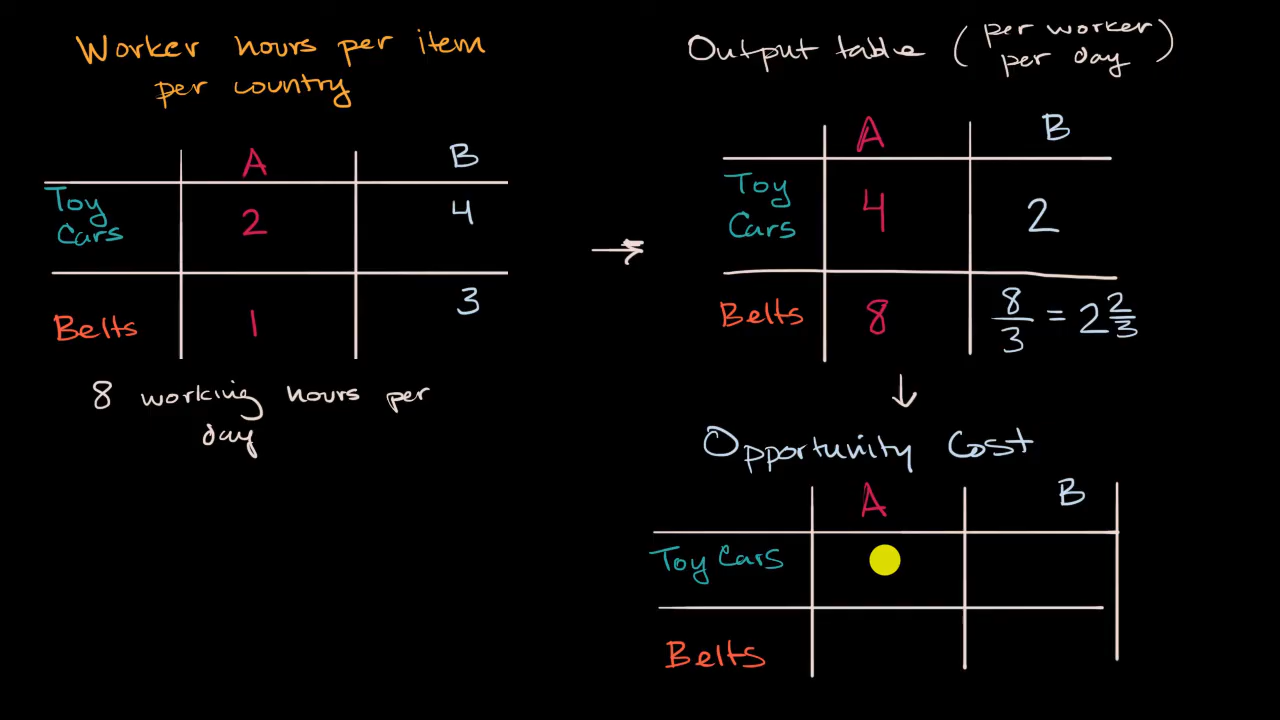 Worker hours per item
per country
A B
Toy
Cars 2 4
Belts 1 3
8 working hours per
day
Output table (per worker
per day)
A B
Toy
Cars 4 2
Belts 8 8/3 = 2 2/3
Opportunity Cost
A B
Toy Cars
Belts